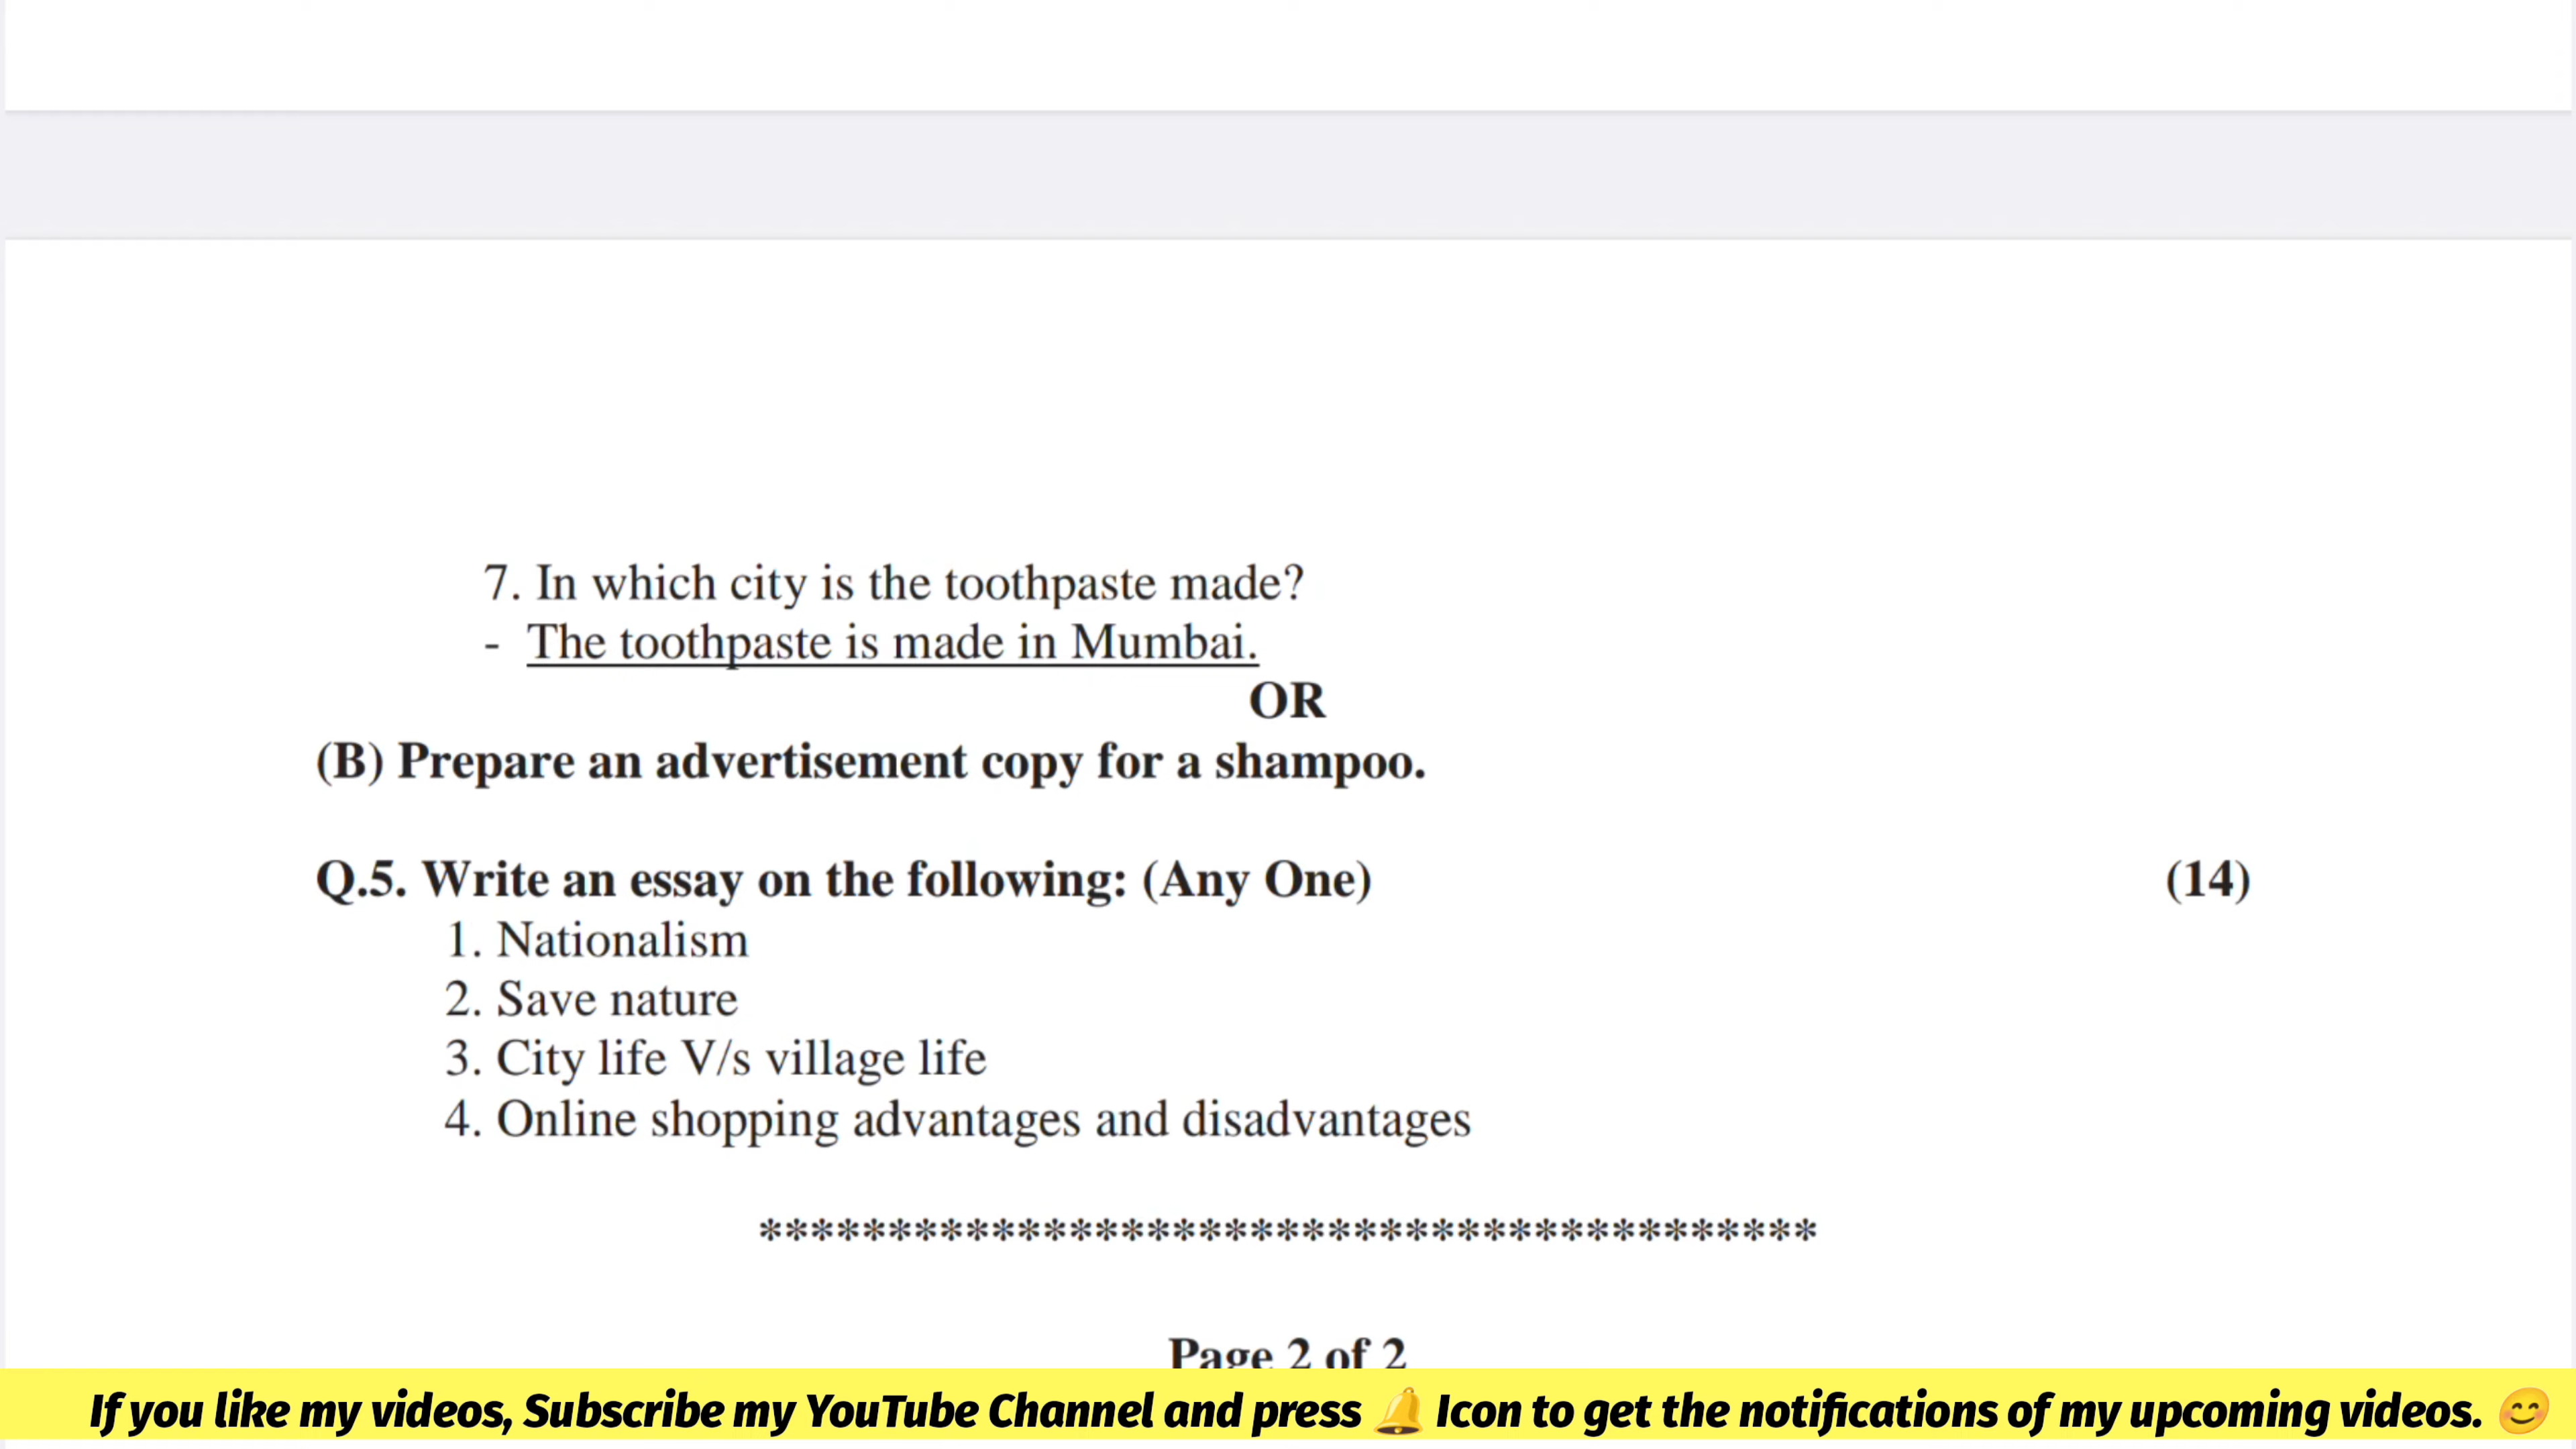 7. In which city is the toothpaste made?
- The toothpaste is made in Mumbai.
OR
(B) Prepare an advertisement copy for a shampoo.
Q.5. Write an essay on the following: (Any One) (14)
1. Nationalism
2. Save nature
3. City life V/s village life
4. Online shopping advantages and disadvantages
*****************************************
Page 2 of 2
If you like my videos, Subscribe my YouTube Channel and press 🔔 Icon to get the notifications of my upcoming videos. 😊